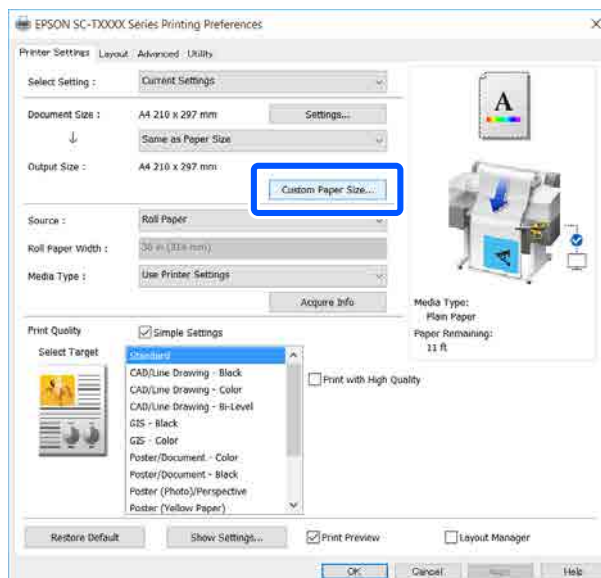 EPSON SC-TXXXX Series Printing Preferences
Printer Settings Layout Advanced Utility
Select Setting : Current Settings
Document Size : A4 210 x 297 mm Settings...
Same as Paper Size
Output Size : A4 210 x 297 mm
Custom Paper Size...
Source : Roll Paper
Roll Paper Width :
Media Type : Use Printer Settings
Acquire Info
A
Media Type:
Plain Paper
Paper Remaining:
11 ft
Print Quality Simple Settings
Select Target
Standard
CAD/Line Drawing - Black
CAD/Line Drawing - Color
CAD/Line Drawing - Bi-Level
GIS - Black
GIS - Color
Poster/Document - Color
Poster/Document - Black
Poster (Photo)/Perspective
Poster (Yellow Paper)
Print with High Quality
Restore Default Show Settings... Print Preview Layout Manager
OK Cancel Help